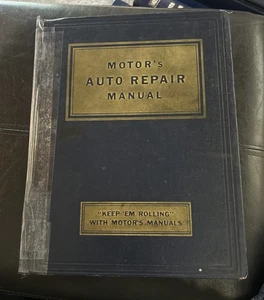 MOTOR'S
AUTO REPAIR
MANUAL
"KEEP 'EM ROLLING"
WITH MOTOR'S MANUALS